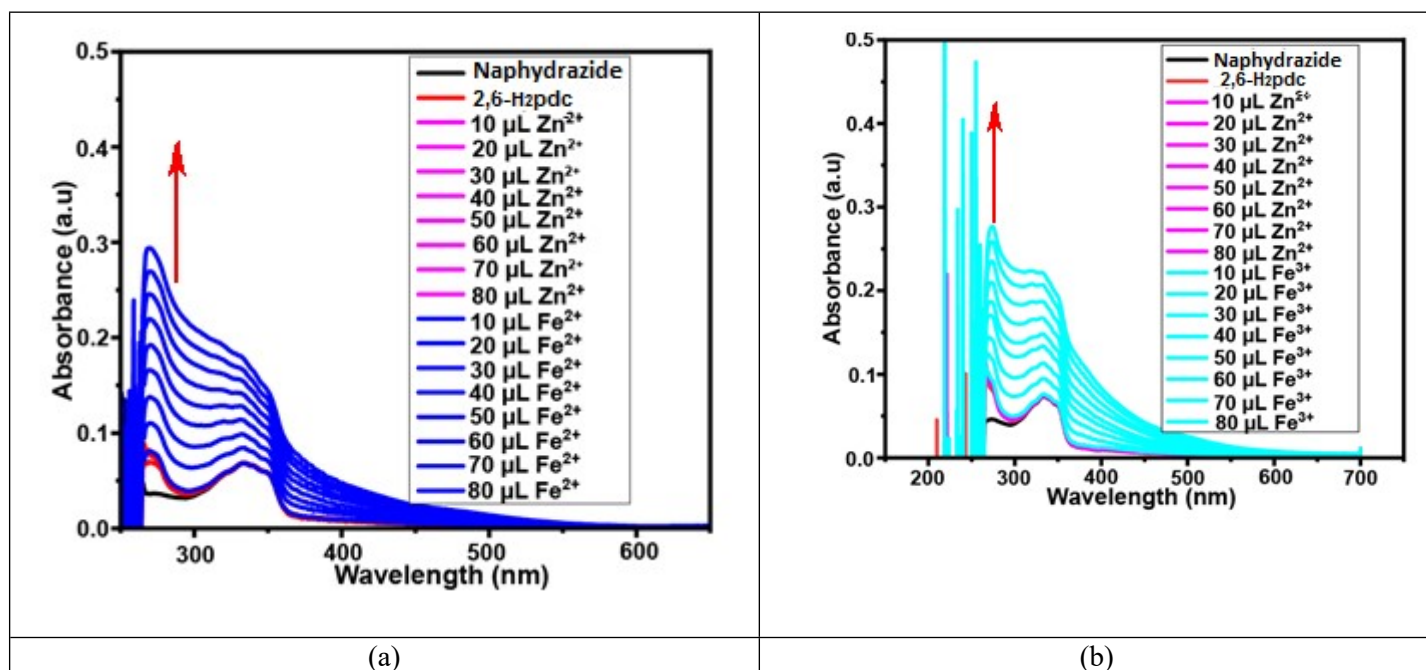 0.5
0.4
0.3
0.2
0.1
0.0
Absorbance (a.u)
300
400
500
600
Wavelength (nm)
Naphydrazide
2,6-H2pdc
10 µL Zn2+
20 µL Zn2+
30 µL Zn2+
40 µL Zn2+
50 µL Zn2+
60 µL Zn2+
70 µL Zn2+
80 µL Zn2+
10 µL Fe2+
20 µL Fe2+
30 µL Fe2+
40 µL Fe2+
50 µL Fe2+
60 µL Fe2+
70 µL Fe2+
80 µL Fe2+
(a)
0.5
0.4
0.3
0.2
0.1
0.0
Absorbance (a.u)
200
300
400
500
600
700
Wavelength (nm)
Naphydrazide
2,6-H2pdc
10 µL Zn2+
20 µL Zn2+
30 µL Zn2+
40 µL Zn2+
50 µL Zn2+
60 µL Zn2+
70 µL Zn2+
80 µL Zn2+
10 µL Fe3+
20 µL Fe3+
30 µL Fe3+
40 µL Fe3+
50 µL Fe3+
60 µL Fe3+
70 µL Fe3+
80 µL Fe3+
(b)